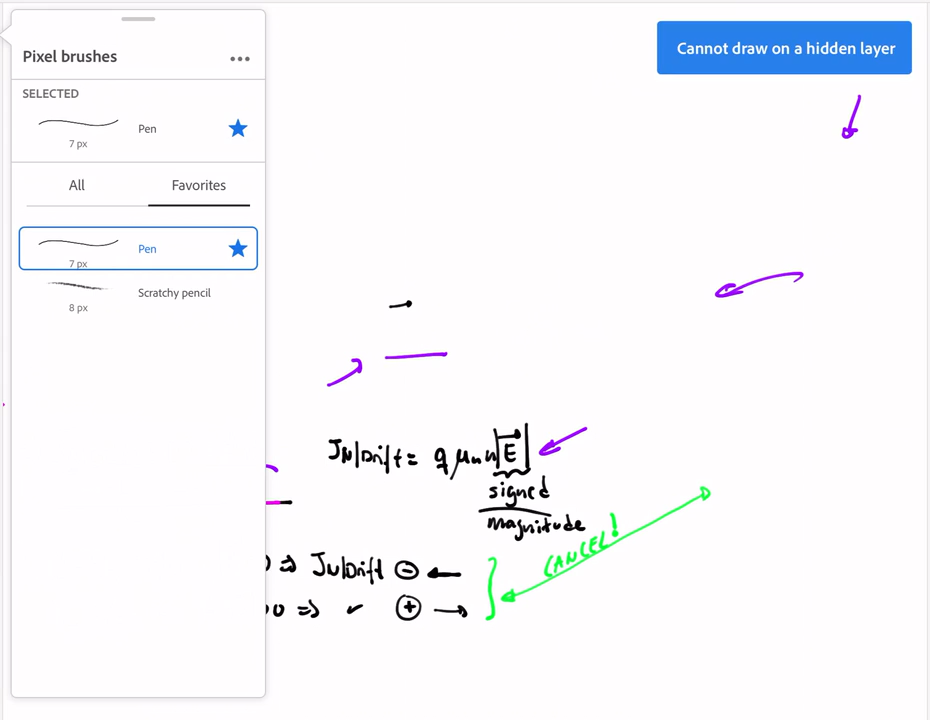 Pixel brushes
Cannot draw on a hidden layer
SELECTED
Pen
7 px
All Favorites
Pen
7 px
Scratchy pencil
8 px
JN|Drift = q μn n |E|
signed
magnitude
CANCEL!
⇒ JN|Drift ⊖ ←
⇒ ✓ ⊕ →